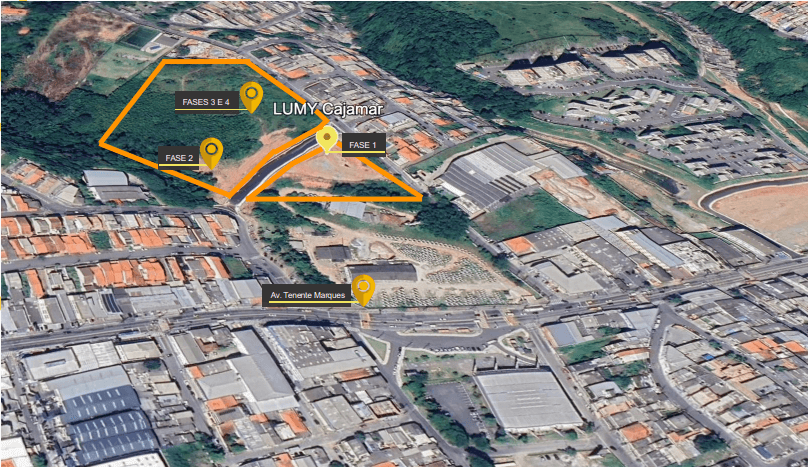 FASES 3 E 4
LUMY Cajamar
FASE 1
FASE 2
Av. Tenente Marques